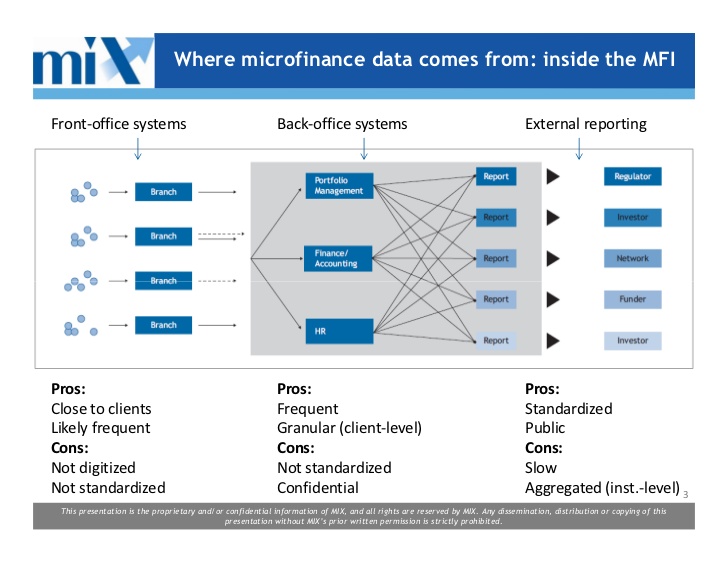 miX
Where microfinance data comes from: inside the MFI
Front-office systems
Back-office systems
External reporting
Branch
Branch
Branch
Branch
Portfolio
Management
Finance/
Accounting
HR
Report
Regulator
Report
Investor
Report
Network
Report
Funder
Report
Investor
Pros:
Close to clients
Likely frequent
Cons:
Not digitized
Not standardized
Pros:
Frequent
Granular (client-level)
Cons:
Not standardized
Confidential
Pros:
Standardized
Public
Cons:
Slow
Aggregated (inst.-level)
3
This presentation is the proprietary and/or confidential information of MIX, and all rights are reserved by MIX. Any dissemination, distribution or copying of this
presentation without MIX's prior written permission is strictly prohibited.